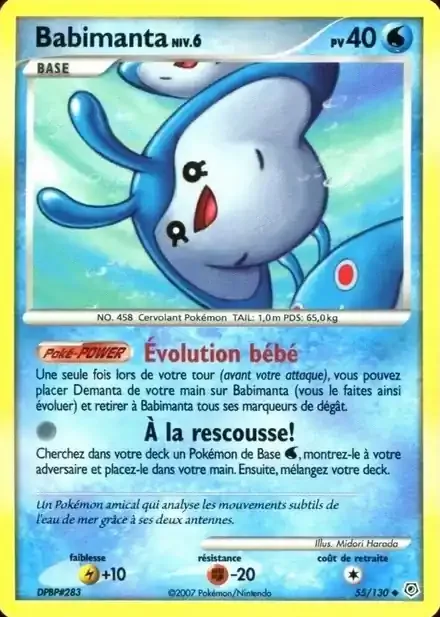 Babimanta NIV.6 PV 40
BASE
NO. 458 Cervolant Pokémon TAIL: 1,0m PDS: 65,0kg
Poké-POWER Évolution bébé
Une seule fois lors de votre tour (avant votre attaque), vous pouvez
placer Demanta de votre main sur Babimanta (vous le faites ainsi
évoluer) et retirer à Babimanta tous ses marqueurs de dégât.
À la rescousse!
Cherchez dans votre deck un Pokémon de Base , montrez-le à votre
adversaire et placez-le dans votre main. Ensuite, mélangez votre deck.
Un Pokémon amical qui analyse les mouvements subtils de
l'eau de mer grâce à ses deux antennes.
Illus. Midori Harada
faiblesse résistance coût de retraite
+10 -20
DPBP#283 ©2007 Pokémon/Nintendo 55/130